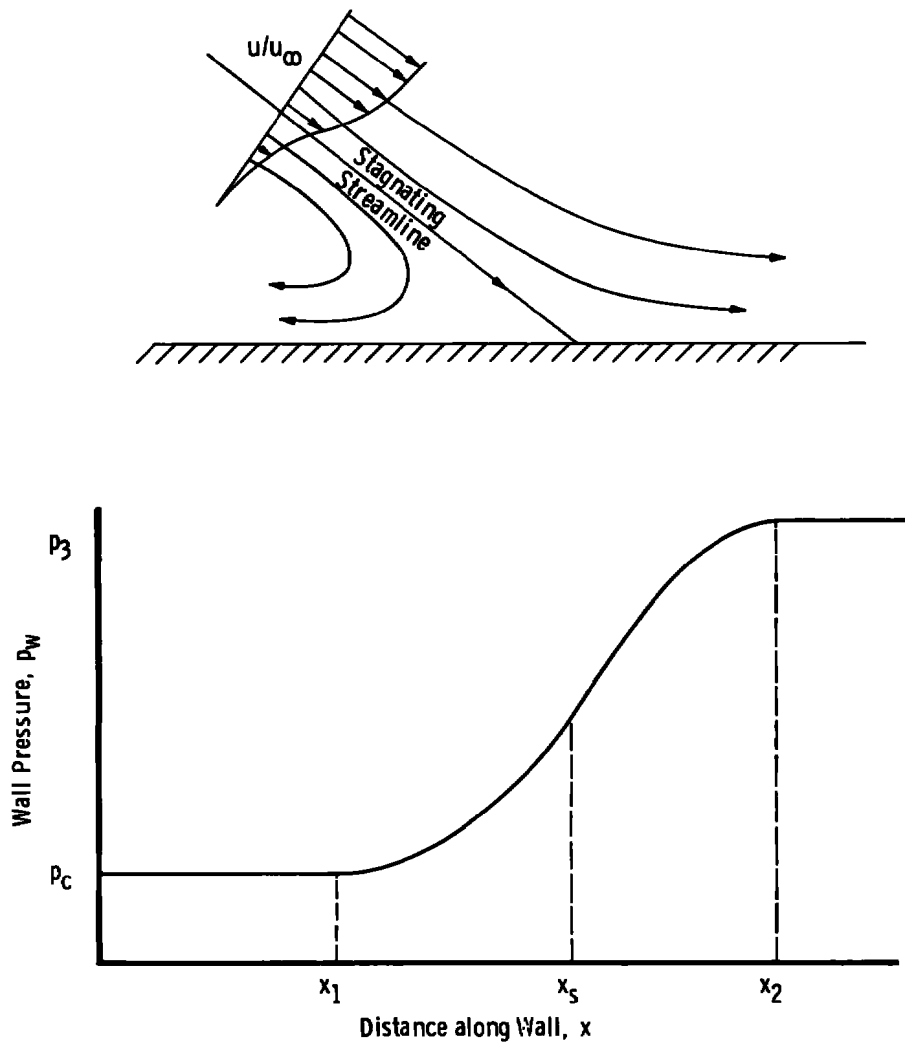 u/u∞
Stagnating
Streamline
p3
Wall Pressure, pw
pc
x1
xs
x2
Distance along Wall, x